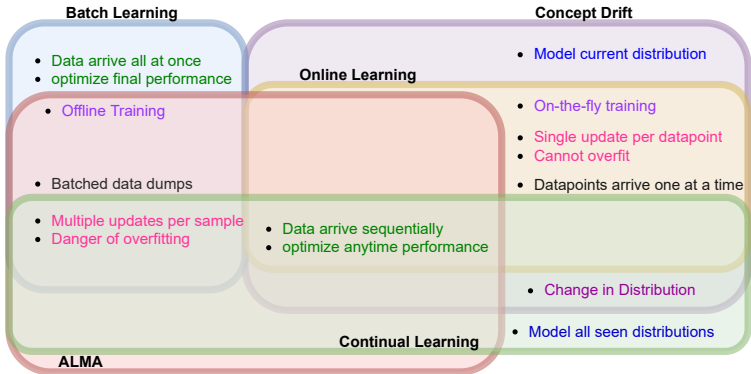 Batch Learning
Concept Drift
• Data arrive all at once
• optimize final performance
• Model current distribution
Online Learning
• Offline Training
• On-the-fly training
• Single update per datapoint
• Cannot overfit
• Batched data dumps
• Datapoints arrive one at a time
• Multiple updates per sample
• Danger of overfitting
• Data arrive sequentially
• optimize anytime performance
• Change in Distribution
• Model all seen distributions
Continual Learning
ALMA